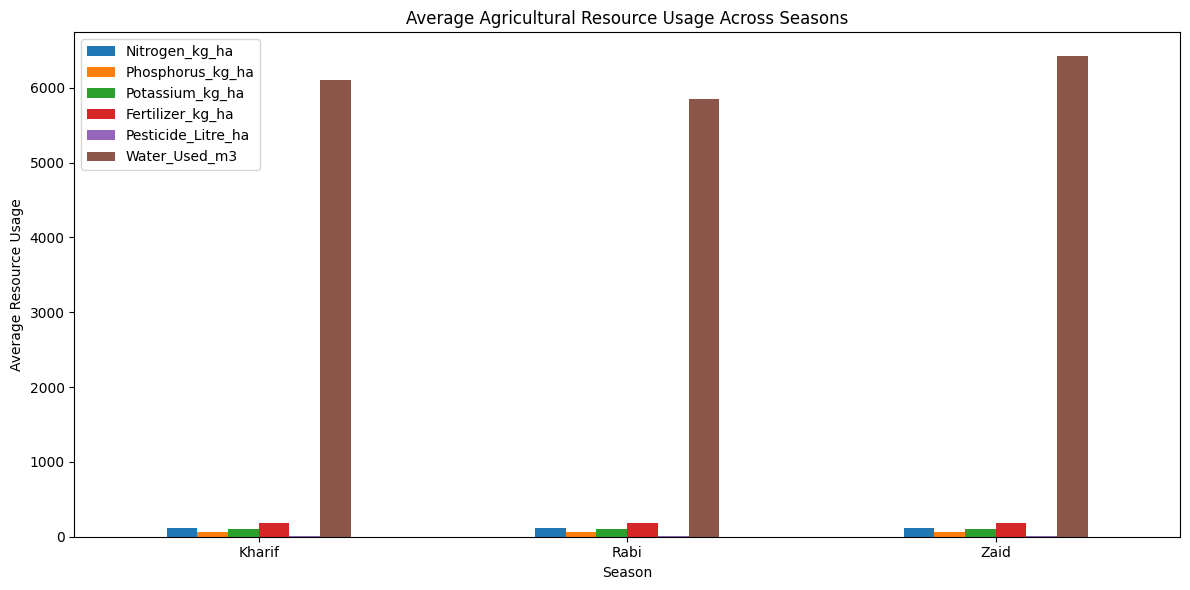 Average Agricultural Resource Usage Across Seasons
Nitrogen_kg_ha
Phosphorus_kg_ha
Potassium_kg_ha
Fertilizer_kg_ha
Pesticide_Litre_ha
Water_Used_m3
Average Resource Usage
6000
5000
4000
3000
2000
1000
0
Kharif
Rabi
Zaid
Season